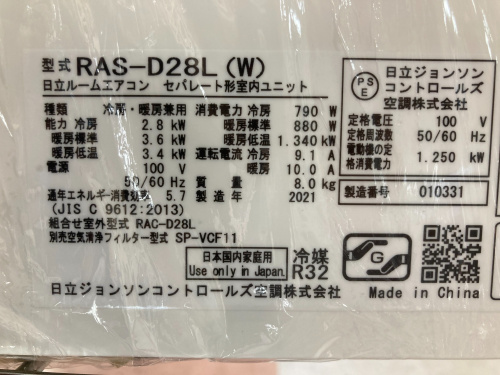 型式 RAS-D28L (W)
日立ルームエアコン セパレート形室内ユニット
種類 冷房・暖房兼用
能力 冷房 2.8 kW
暖房標準 3.6 kW
暖房低温 3.4 kW
電源 100 V
50/60 Hz
通年エネルギー消費効率 5.7
(JIS C 9612:2013)
組合せ室外型式 RAC-D28L
別売空気清浄フィルター型式 SP-VCF11
消費電力 冷房 790 W
暖房標準 880 W
暖房低温 1.340 kW
運転電流 冷房 9.1 A
暖房 10.0 A
質量 8.0 kg
製造年 2021
日本国内家庭用
Use only in Japan.
冷媒
R32
日立ジョンソンコントロールズ空調株式会社
PS
E
日立ジョンソン
コントロールズ
空調株式会社
定格電圧 100 V
定格周波数 50/60 Hz
電動機の定
格消費電力 1.250 kW
製造番号 010331
G
Made in China